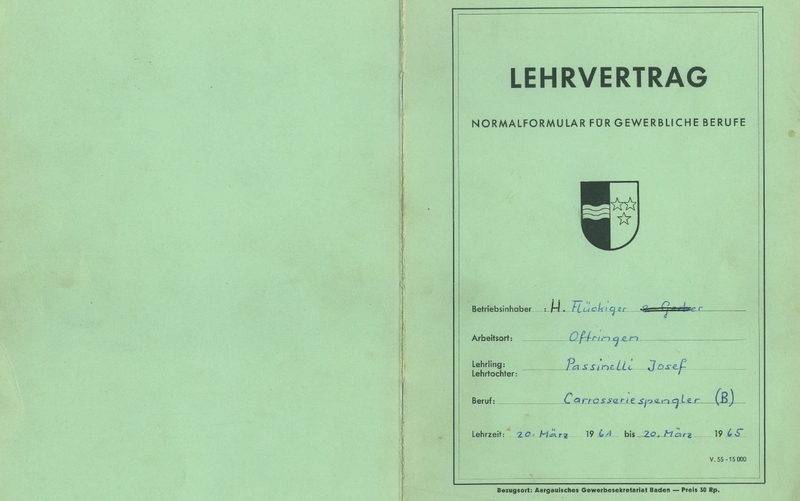 LEHRVERTRAG
NORMALFORMULAR FÜR GEWERBLICHE BERUFE
Betriebsinhaber : H. Flückiger
Arbeitsort: Oftringen
Lehrling: Passinelli Josef
Lehrtochter:
Beruf: Carrosseriespengler (B)
Lehrzeit: 20. März 1961 bis 20. März 1965
V. 55 - 15 000
Bezugsort: Aargauisches Gewerbesekretariat Baden — Preis 50 Rp.